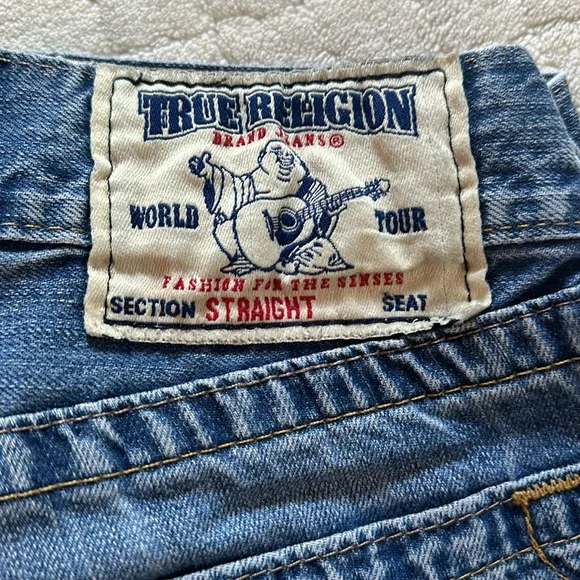 TRUE RELIGION
BRAND JEANS®
WORLD TOUR
FASHION FOR THE SENSES
SECTION STRAIGHT SEAT